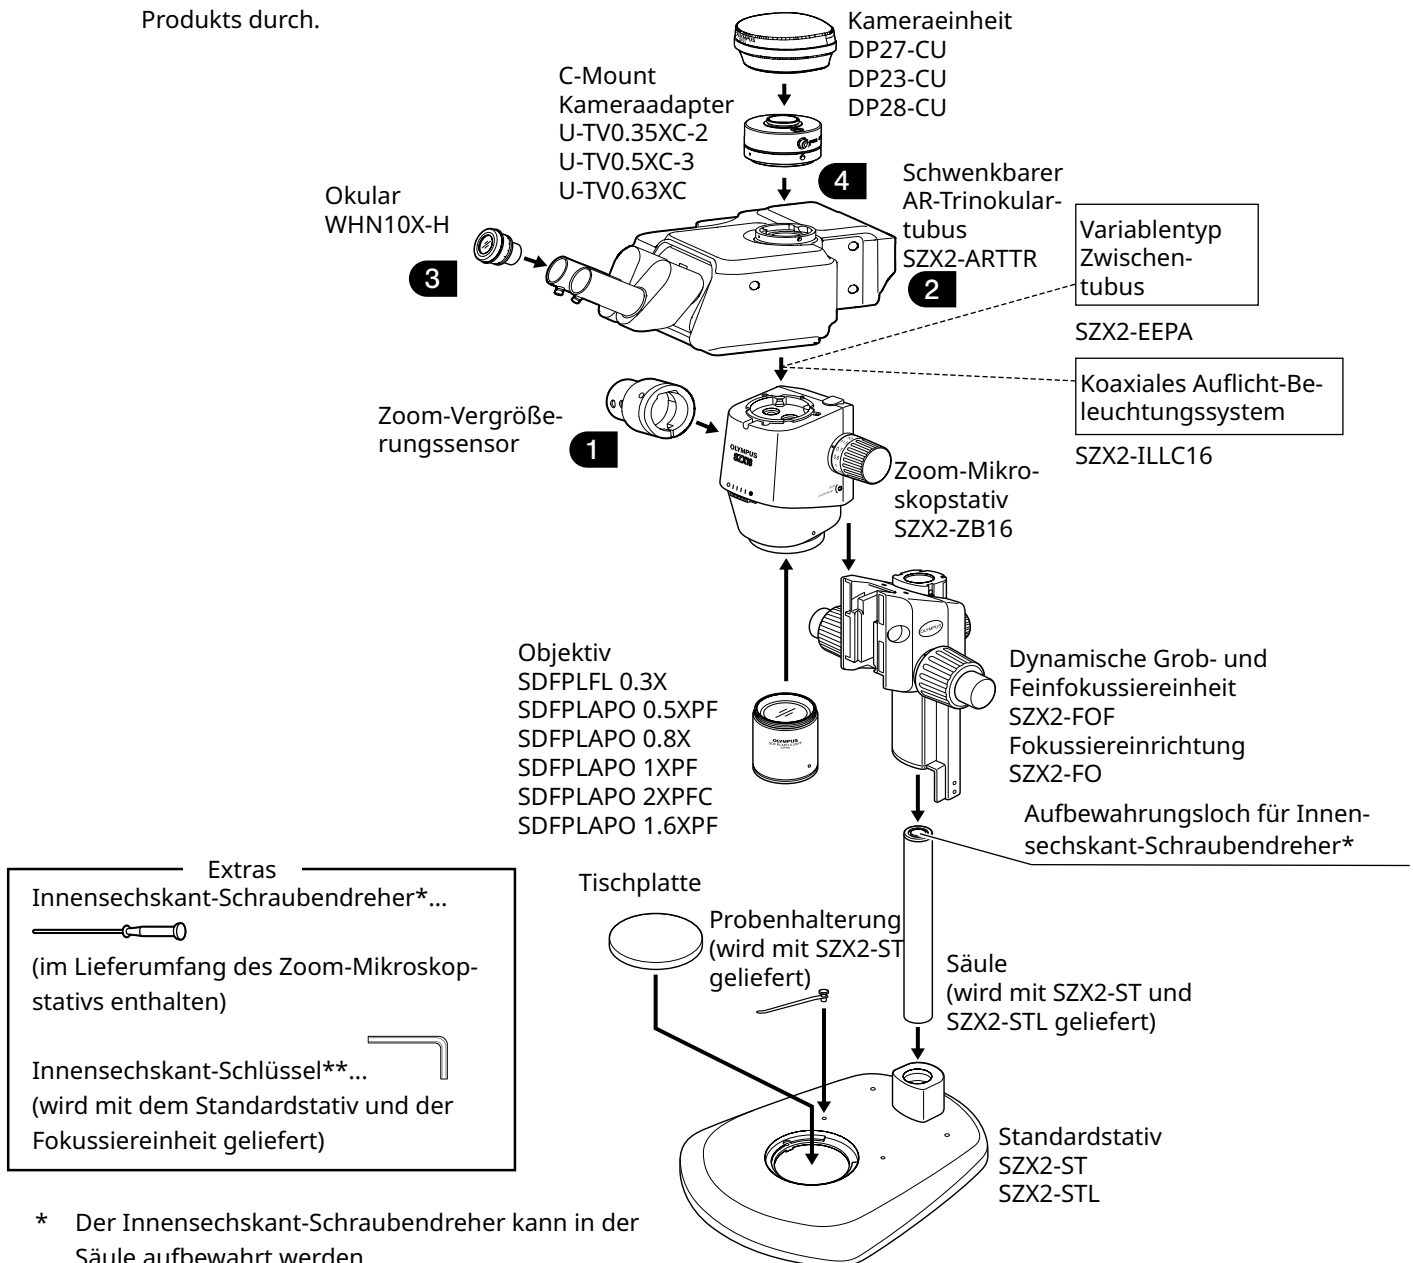 Produkts durch.
Kameraeinheit
DP27-CU
DP23-CU
DP28-CU
C-Mount
Kameraadapter
U-TV0.35XC-2
U-TV0.5XC-3
U-TV0.63XC
4
Okular
WHN10X-H
3
Schwenkbarer
AR-Trinokular-
tubus
SZX2-ARTTR
2
Variablentyp
Zwischen-
tubus
SZX2-EEPA
Koaxiales Auflicht-Be-
leuchtungssystem
SZX2-ILLC16
Zoom-Vergröße-
rungssensor
1
OLYMPUS
SZX16
Zoom-Mikro-
skopstativ
SZX2-ZB16
OLYMPUS
Objektiv
SDFPLFL 0.3X
SDFPLAPO 0.5XPF
SDFPLAPO 0.8X
SDFPLAPO 1XPF
SDFPLAPO 2XPFC
SDFPLAPO 1.6XPF
OLYMPUS
Dynamische Grob- und
Feinfokussiereinheit
SZX2-FOF
Fokussiereinrichtung
SZX2-FO
Aufbewahrungsloch für Innen-
sechskant-Schraubendreher*
Extras
Innensechskant-Schraubendreher*...
(im Lieferumfang des Zoom-Mikroskop-
stativs enthalten)
Innensechskant-Schlüssel**...
(wird mit dem Standardstativ und der
Fokussiereinheit geliefert)
Tischplatte
Probenhalterung
(wird mit SZX2-ST
geliefert)
Säule
(wird mit SZX2-ST und
SZX2-STL geliefert)
Standardstativ
SZX2-ST
SZX2-STL
* Der Innensechskant-Schraubendreher kann in der
Säule aufbewahrt werden